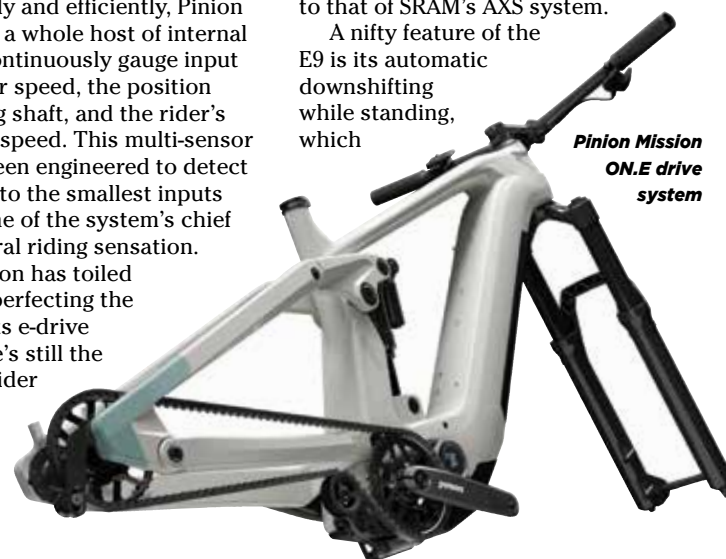 ly and efficiently, Pinion
a whole host of internal
ontinuously gauge input
r speed, the position
g shaft, and the rider's
speed. This multi-sensor
een engineered to detect
to the smallest inputs
ne of the system's chief
ral riding sensation.
on has toiled
perfecting the
s e-drive
e's still the
ider
to that of SRAM's AXS system.
A nifty feature of the
E9 is its automatic
downshifting
while standing,
which
Pinion Mission
ON.E drive
system